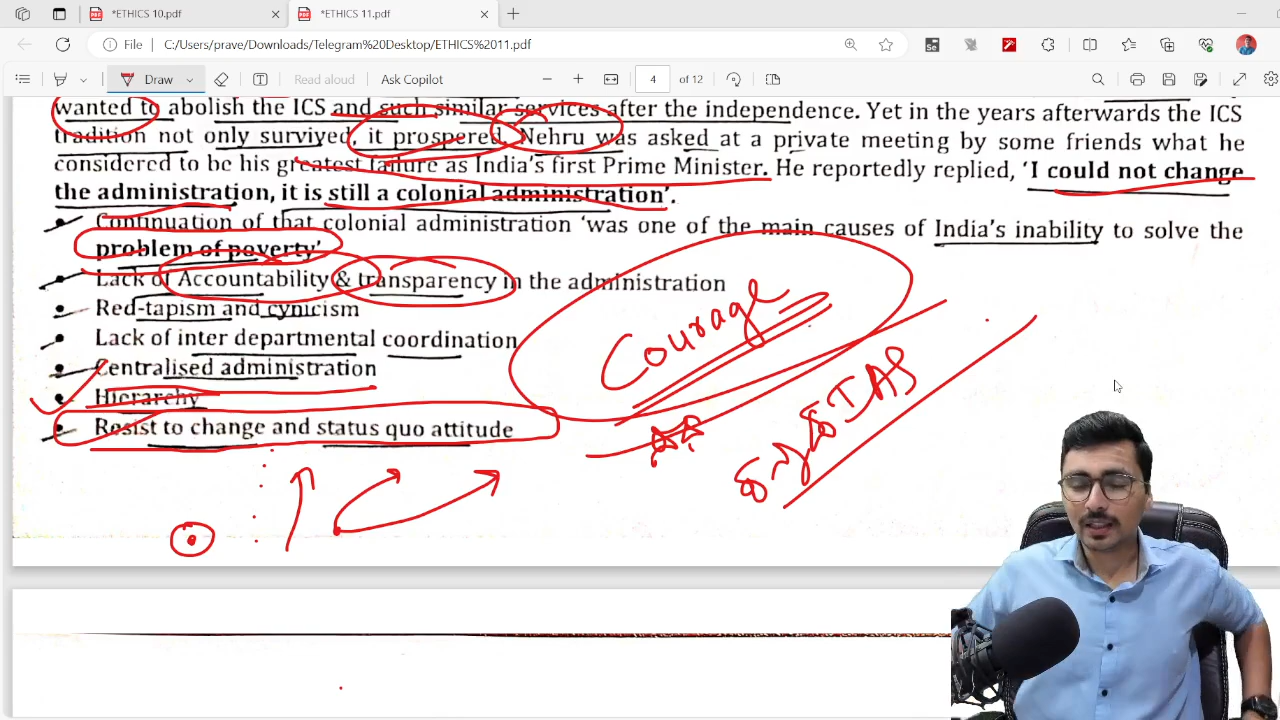 *ETHICS 10.pdf
*ETHICS 11.pdf
File C:/Users/prave/Downloads/Telegram%20Desktop/ETHICS%2011.pdf
Draw
Read aloud
Ask Copilot
4 of 12
wanted to abolish the ICS and such similar services after the independence. Yet in the years afterwards the ICS
tradition not only survived, it prospered. Nehru was asked at a private meeting by some friends what he
considered to be his greatest failure as India's first Prime Minister. He reportedly replied, 'I could not change
the administration, it is still a colonial administration'.
• Continuation of that colonial administration 'was one of the main causes of India's inability to solve the
problem of poverty'
• Lack of Accountability & transparency in the administration
• Red-tapism and cynicism
• Lack of inter departmental coordination
• Centralised administration
• Hierarchy
• Resist to change and status quo attitude
Courage
IAS